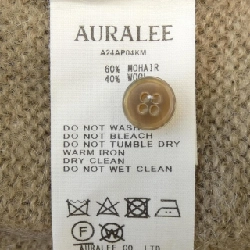 AURALEE
A24AP04KM
60% MOHAIR
40% WOOL
DO NOT WASH
DO NOT BLEACH
DO NOT TUMBLE DRY
WARM IRON
DRY CLEAN
DO NOT WET CLEAN
F W
AURALEE CO. LTD.